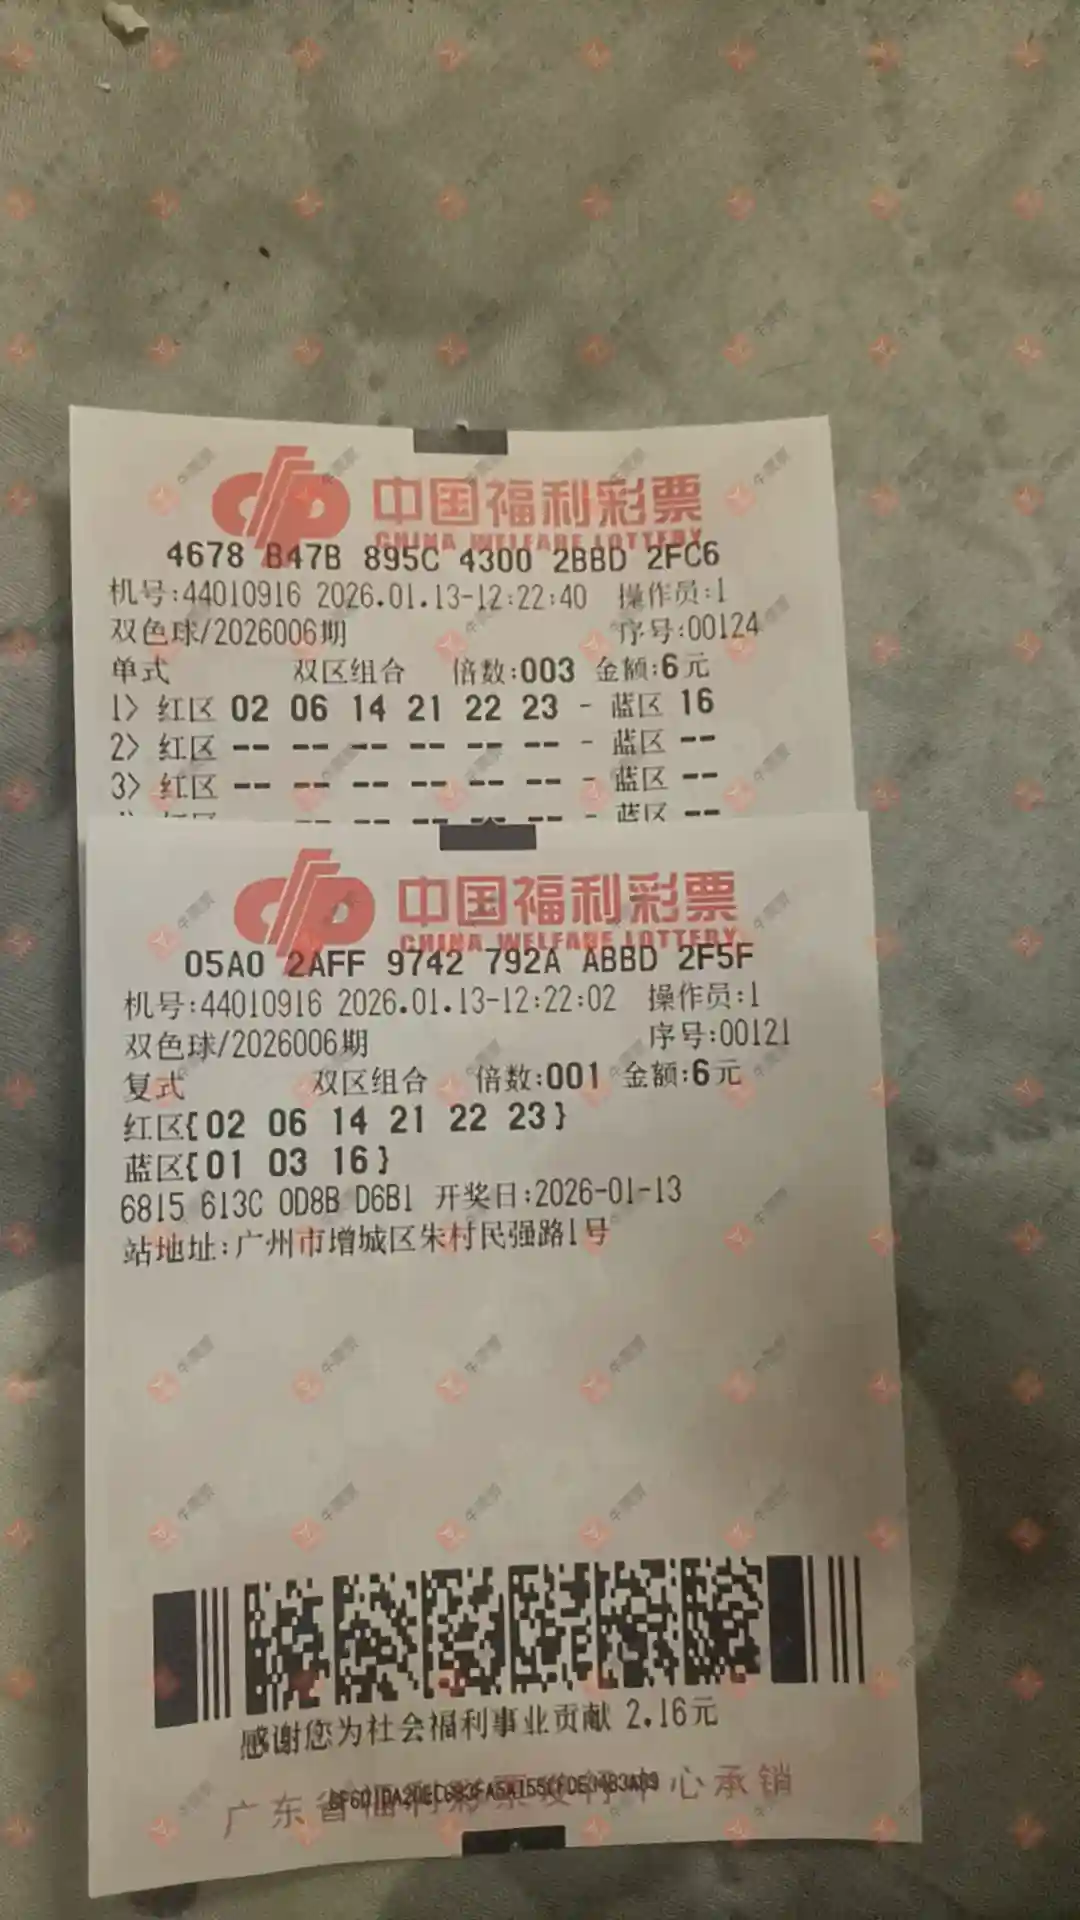 中国福利彩票
CHINA WELFARE LOTTERY
4678 B47B 895C 4300 2BBD 2FC6
机号:44010916 2026.01.13-12:22:40 操作员:1
双色球/2026006期 序号:00124
单式 双区组合 倍数:003 金额:6元
1> 红区 02 06 14 21 22 23 - 蓝区 16
2> 红区 -- -- -- -- -- -- - 蓝区 --
3> 红区 -- -- -- -- -- -- - 蓝区 --
红区 -- -- -- -- -- -- - 蓝区 --
中国福利彩票
CHINA WELFARE LOTTERY
05A0 2AFF 9742 792A ABBD 2F5F
机号:44010916 2026.01.13-12:22:02 操作员:1
双色球/2026006期 序号:00121
复式 双区组合 倍数:001 金额:6元
红区{02 06 14 21 22 23}
蓝区{01 03 16}
6815 613C 0D8B D6B1 开奖日:2026-01-13
站地址:广州市增城区朱村民强路1号
感谢您为社会福利事业贡献 2.16元
广东省福利彩票发行中心承销